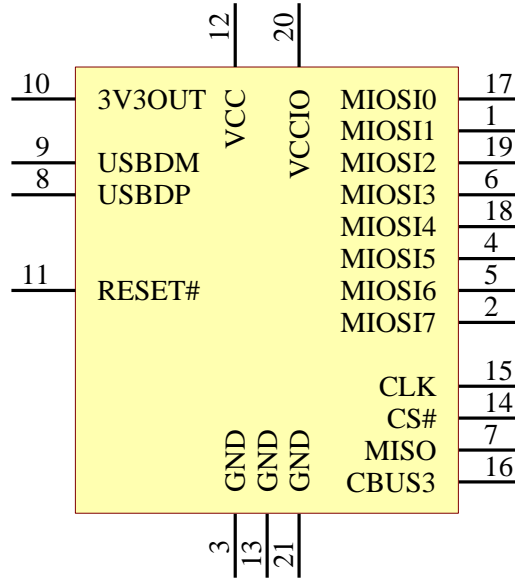 12 20
10 3V3OUT VCC VCCIO MIOSI0 17
MIOSI1 1
9 USBDM MIOSI2 19
8 USBDP MIOSI3 6
MIOSI4 18
MIOSI5 4
11 RESET# MIOSI6 5
MIOSI7 2
CLK 15
CS# 14
MISO 7
CBUS3 16
GND GND GND
3 13 21